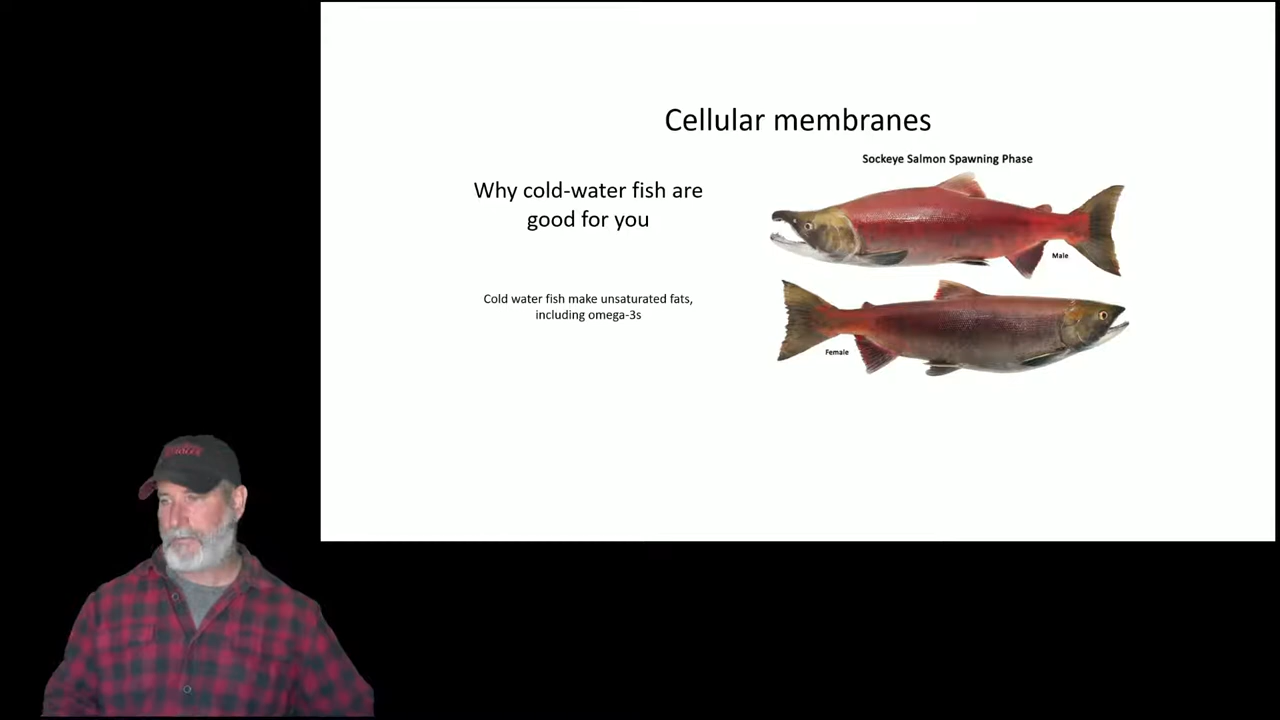 Cellular membranes
Sockeye Salmon Spawning Phase
Why cold-water fish are
good for you
Male
Cold water fish make unsaturated fats,
including omega-3s
Female